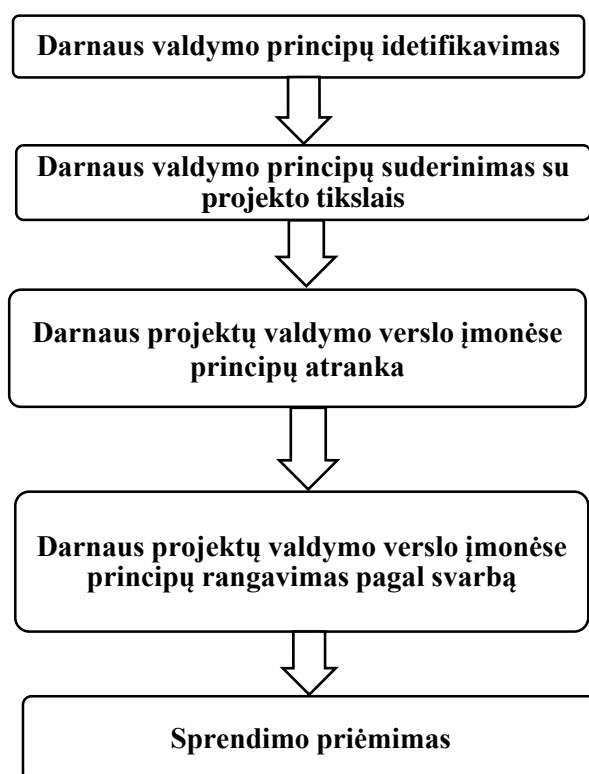 Darnaus valdymo principų idetifikavimas
Darnaus valdymo principų suderinimas su
projekto tikslais
Darnaus projektų valdymo verslo įmonėse
principų atranka
Darnaus projektų valdymo verslo įmonėse
principų rangavimas pagal svarbą
Sprendimo priėmimas